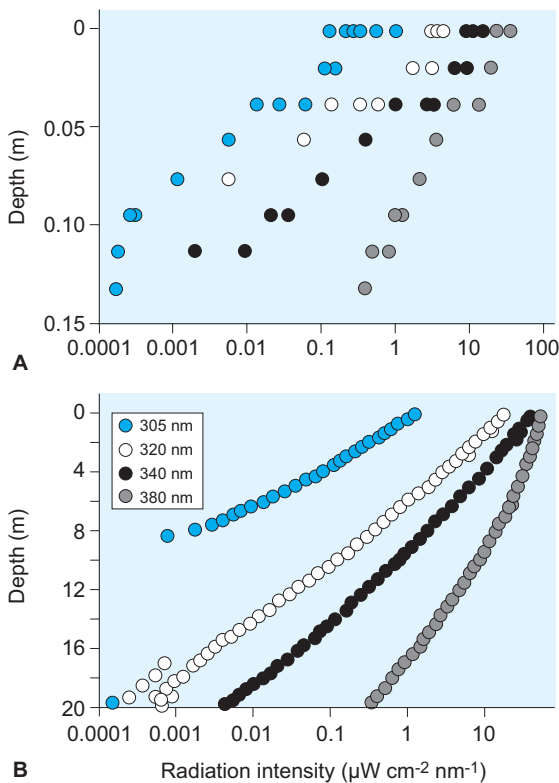 0
0.05
0.10
0.15
Depth (m)
A
0.0001 0.001 0.01 0.1 1 10 100
0
4
8
12
16
20
Depth (m)
305 nm
320 nm
340 nm
380 nm
0.0001 0.001 0.01 0.1 1 10
B Radiation intensity (µW cm-2 nm-1)